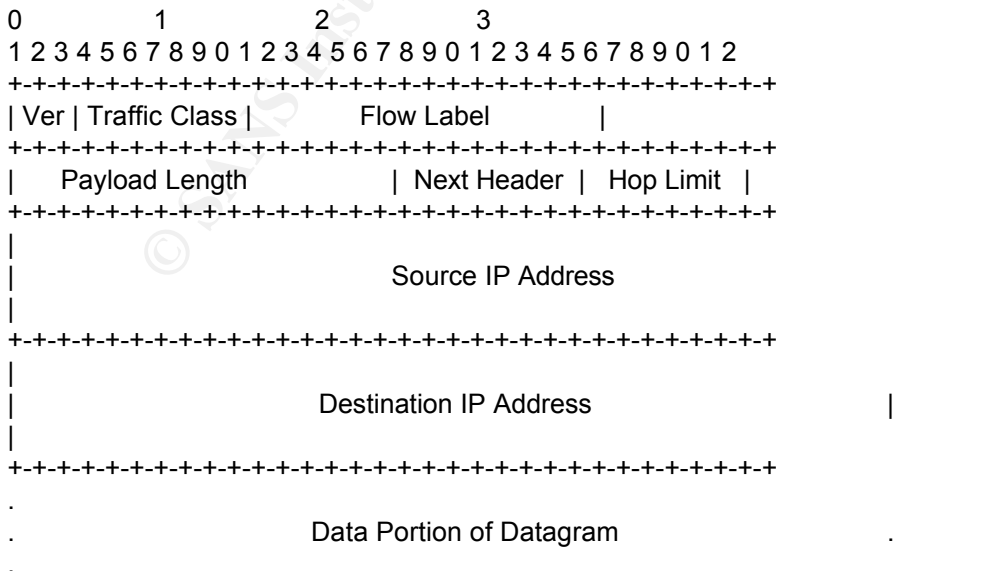 0 1 2 3
1 2 3 4 5 6 7 8 9 0 1 2 3 4 5 6 7 8 9 0 1 2 3 4 5 6 7 8 9 0 1 2
+-+-+-+-+-+-+-+-+-+-+-+-+-+-+-+-+-+-+-+-+-+-+-+-+-+-+-+-+-+-+-+
| Ver | Traffic Class | Flow Label |
+-+-+-+-+-+-+-+-+-+-+-+-+-+-+-+-+-+-+-+-+-+-+-+-+-+-+-+-+-+-+-+
| Payload Length | Next Header | Hop Limit |
+-+-+-+-+-+-+-+-+-+-+-+-+-+-+-+-+-+-+-+-+-+-+-+-+-+-+-+-+-+-+-+
|
| Source IP Address
|
+-+-+-+-+-+-+-+-+-+-+-+-+-+-+-+-+-+-+-+-+-+-+-+-+-+-+-+-+-+-+-+
|
| Destination IP Address |
|
+-+-+-+-+-+-+-+-+-+-+-+-+-+-+-+-+-+-+-+-+-+-+-+-+-+-+-+-+-+-+-+
.
. Data Portion of Datagram .
.
© SANS Inst